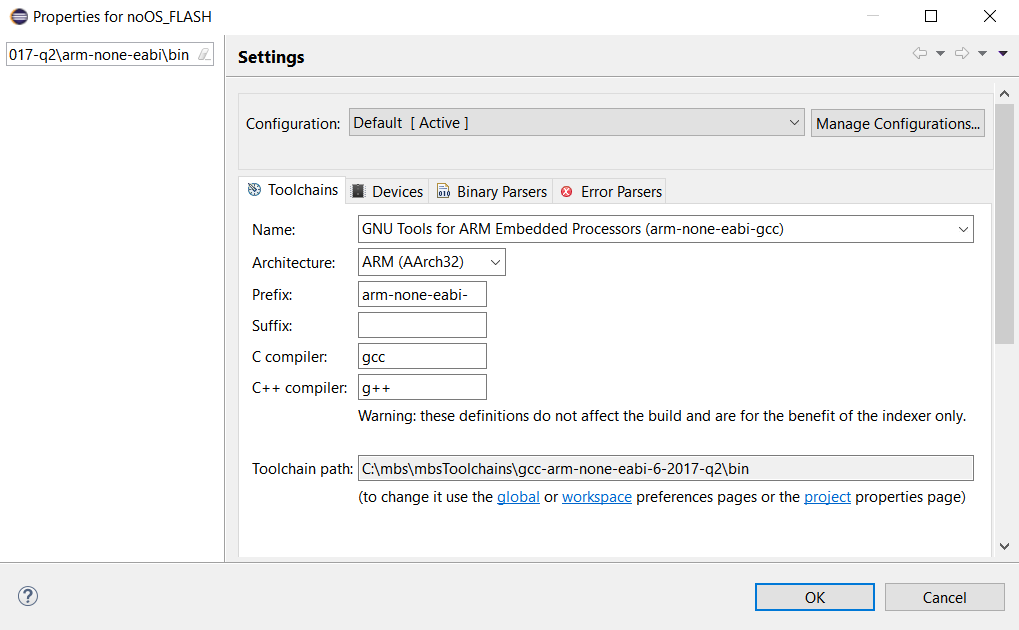 Properties for noOS_FLASH
017-q2\arm-none-eabi\bin
Settings
Configuration: Default [ Active ] Manage Configurations...
Toolchains Devices Binary Parsers Error Parsers
Name: GNU Tools for ARM Embedded Processors (arm-none-eabi-gcc)
Architecture: ARM (AArch32)
Prefix: arm-none-eabi-
Suffix:
C compiler: gcc
C++ compiler: g++
Warning: these definitions do not affect the build and are for the benefit of the indexer only.
Toolchain path: C:\mbs\mbsToolchains\gcc-arm-none-eabi-6-2017-q2\bin
(to change it use the global or workspace preferences pages or the project properties page)
OK Cancel